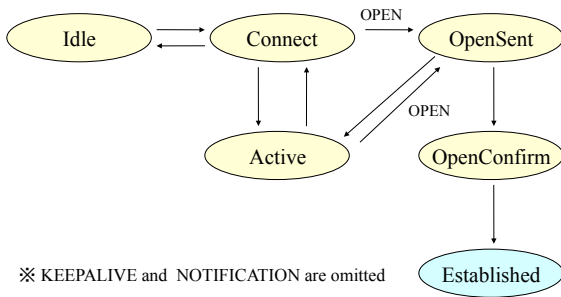 OPEN
Idle
Connect
OpenSent
OPEN
Active
OpenConfirm
※ KEEPALIVE and NOTIFICATION are omitted
Established